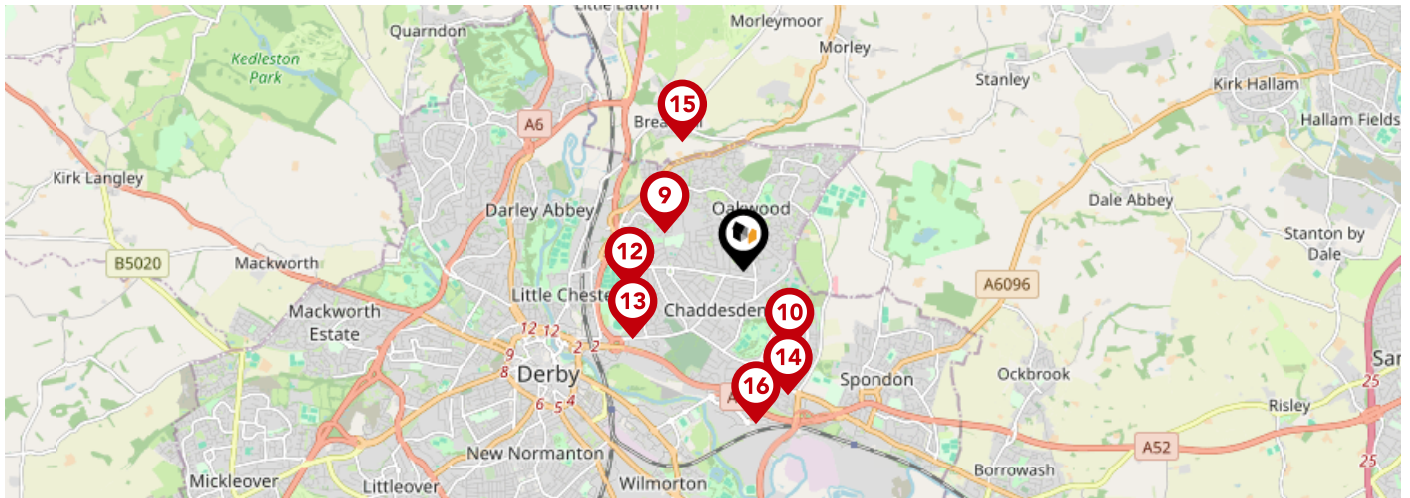 Little Eaton
Morleymoor
Quarndon
Morley
Kedleston
Park
Stanley
Kirk Hallam
15
A6
Hallam Fields
Kirk Langley
9
Darley Abbey
Oakwood
Dale Abbey
12
Stanton by
Dale
B5020
Mackworth
A6096
Little Cheste
13
Mackworth
Estate
Chaddesden
10
12
12
2
2
9
8
Derby
14
16
Spondon
Ockbrook
25
6
5
4
Risley
A52
New Normanton
25
Mickleover
Littleover
Wilmorton
Borrowash